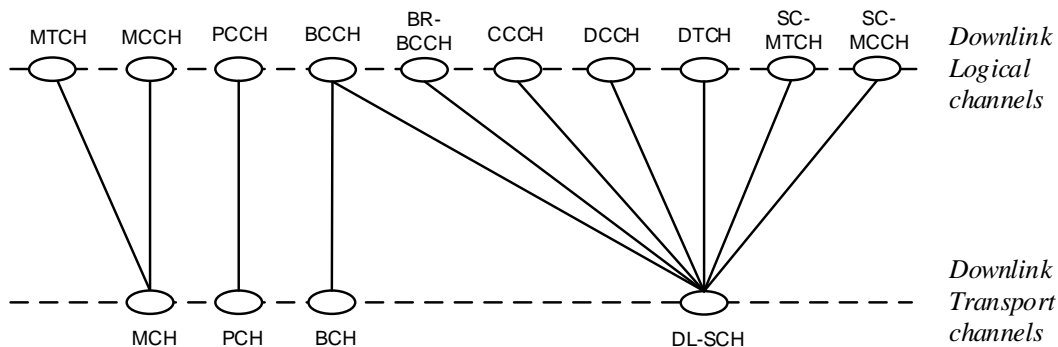 MTCH
MCCH
PCCH
BCCH
BR-
BCCH
CCCH
DCCH
DTCH
SC-
MTCH
SC-
MCCH
Downlink
Logical
channels
MCH
PCH
BCH
DL-SCH
Downlink
Transport
channels